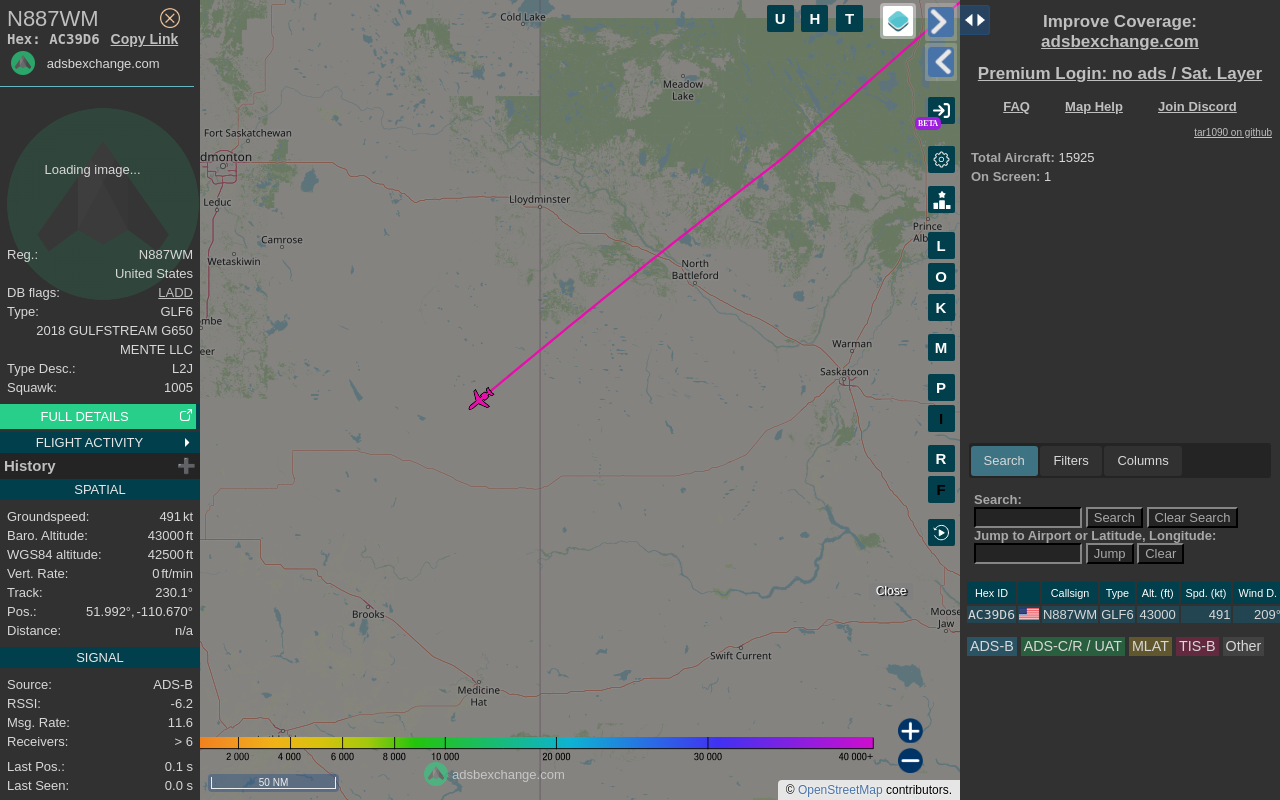 N887WM
Hex: AC39D6 Copy Link
adsbexchange.com
Loading image...
Reg.: N887WM
United States
DB flags: LADD
Type: GLF6
2018 GULFSTREAM G650
MENTE LLC
Type Desc.: L2J
Squawk: 1005
FULL DETAILS
FLIGHT ACTIVITY
History
SPATIAL
Groundspeed: 491 kt
Baro. Altitude: 43000 ft
WGS84 altitude: 42500 ft
Vert. Rate: 0 ft/min
Track: 230.1°
Pos.: 51.992°, -110.670°
Distance: n/a
SIGNAL
Source: ADS-B
RSSI: -6.2
Msg. Rate: 11.6
Receivers: > 6
Last Pos.: 0.1 s
Last Seen: 0.0 s
Cold Lake
Meadow
Lake
Fort Saskatchewan
dmonton
Leduc
Lloydminster
Camrose
Wetaskiwin
Prince
Alb
North
Battleford
mbe
eer
Warman
Saskatoon
Brooks
Moose
Jaw
Swift Current
Medicine
Hat
U H T
BETA
L
O
K
M
P
I
R
F
Close
2 000 4 000 6 000 8 000 10 000 20 000 30 000 40 000+
adsbexchange.com
50 NM
© OpenStreetMap contributors.
Improve Coverage:
adsbexchange.com
Premium Login: no ads / Sat. Layer
FAQ Map Help Join Discord
tar1090 on github
Total Aircraft: 15925
On Screen: 1
Search Filters Columns
Search:
Search Clear Search
Jump to Airport or Latitude, Longitude:
Jump Clear
Hex ID Callsign Type Alt. (ft) Spd. (kt) Wind D.
AC39D6 N887WM GLF6 43000 491 209°
ADS-B ADS-C/R / UAT MLAT TIS-B Other